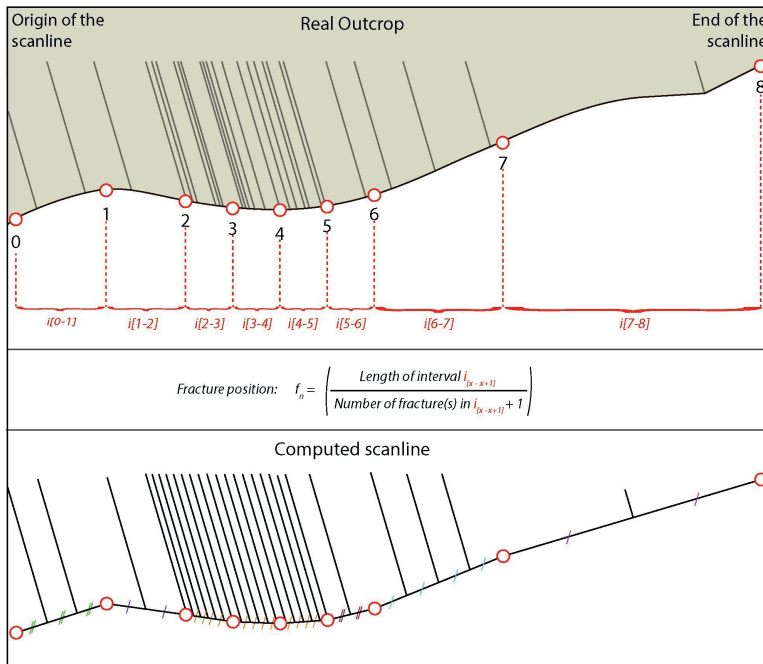 Origin of the
scanline
Real Outcrop
End of the
scanline
0
1
2
3
4
5
6
7
8
i[0-1]
i[1-2]
i[2-3]
i[3-4]
i[4-5]
i[5-6]
i[6-7]
i[7-8]
Fracture position: fn = ( Length of interval i[x - x+1] / Number of fracture(s) in i[x - x+1] + 1 )
Computed scanline